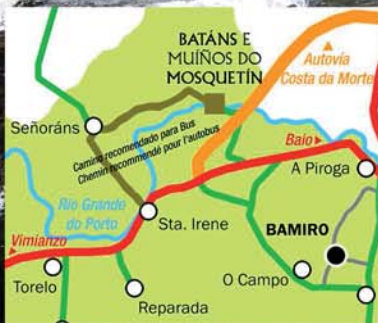 BATÁNS E
MUÍÑOS DO
MOSQUETÍN
Autovía
Costa da Morte
Señoráns
Camino recomendado para Bus
Chemin recommendé pour l'autobus
Baio
A Piroga
Río Grande
do Porto
Sta. Irene
Vimianzo
BAMIRO
Torelo
O Campo
Reparada